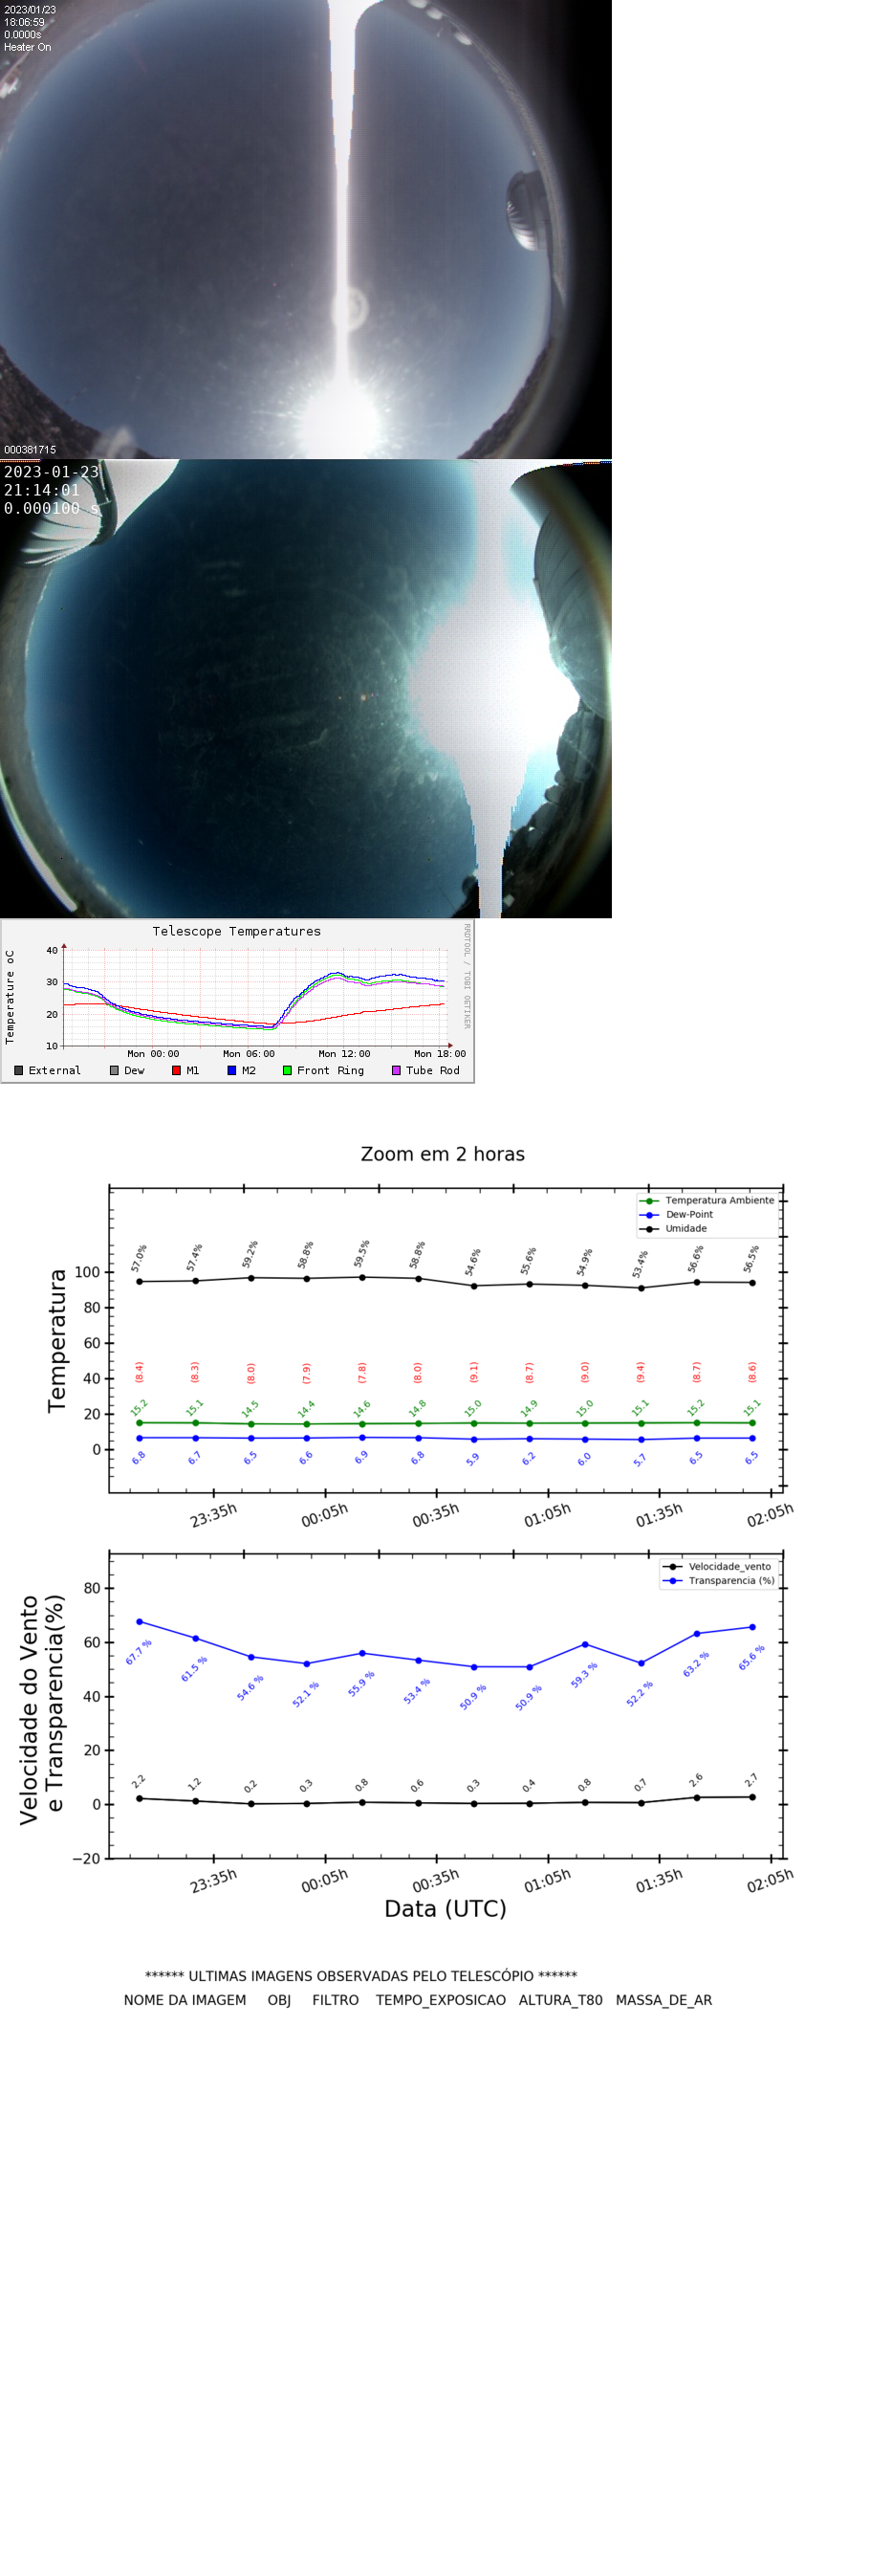 2023/01/23
18:06:59
0.0000s
Heater On
000381715
2023-01-23
21:14:01
0.000100 s
Telescope Temperatures
RRDTOOL / TOBI OETIKER
Temperature oC
40
30
20
10
Mon 00:00 Mon 06:00 Mon 12:00 Mon 18:00
External Dew M1 M2 Front Ring Tube Rod
Zoom em 2 horas
Temperatura Ambiente
Dew-Point
Umidade
Temperatura
100
80
60
40
20
0
57.0% 57.4% 59.2% 58.8% 59.5% 58.8% 54.6% 55.6% 54.9% 53.4% 56.6% 56.5%
(8.4) (8.3) (8.0) (7.9) (7.8) (8.0) (9.1) (8.7) (9.0) (9.4) (8.7) (8.6)
15.2 15.1 14.5 14.4 14.6 14.8 15.0 14.9 15.0 15.1 15.2 15.1
6.8 6.7 6.5 6.6 6.9 6.8 5.9 6.2 6.0 5.7 6.5 6.5
23:35h 00:05h 00:35h 01:05h 01:35h 02:05h
Velocidade_vento
Transparencia (%)
Velocidade do Vento
e Transparencia(%)
80
60
40
20
0
−20
67.7 % 61.5 % 54.6 % 52.1 % 55.9 % 53.4 % 50.9 % 50.9 % 59.3 % 52.2 % 63.2 % 65.6 %
2.2 1.2 0.2 0.3 0.8 0.6 0.3 0.4 0.8 0.7 2.6 2.7
23:35h 00:05h 00:35h 01:05h 01:35h 02:05h
Data (UTC)
****** ULTIMAS IMAGENS OBSERVADAS PELO TELESCÓPIO ******
NOME DA IMAGEM OBJ FILTRO TEMPO_EXPOSICAO ALTURA_T80 MASSA_DE_AR